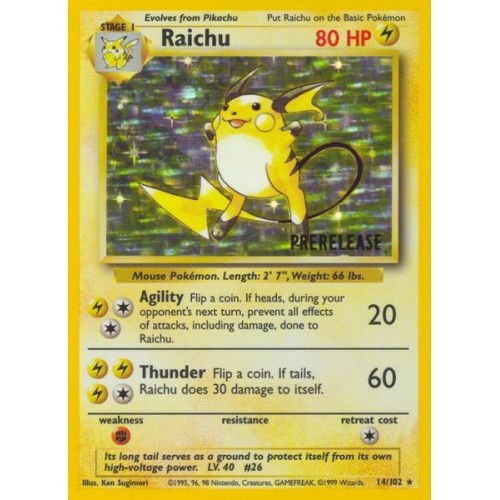 Evolves from Pikachu Put Raichu on the Basic Pokémon
STAGE 1
Raichu 80 HP
PRERELEASE
Mouse Pokémon. Length: 2' 7", Weight: 66 lbs.
Agility Flip a coin. If heads, during your
opponent's next turn, prevent all effects
of attacks, including damage, done to
Raichu.
20
Thunder Flip a coin. If tails,
Raichu does 30 damage to itself.
60
weakness resistance retreat cost
Its long tail serves as a ground to protect itself from its own
high-voltage power. LV. 40 #26
Illus. Ken Sugimori ©1995, 96, 98 Nintendo, Creatures, GAMEFREAK. ©1999 Wizards. 14/102 ★